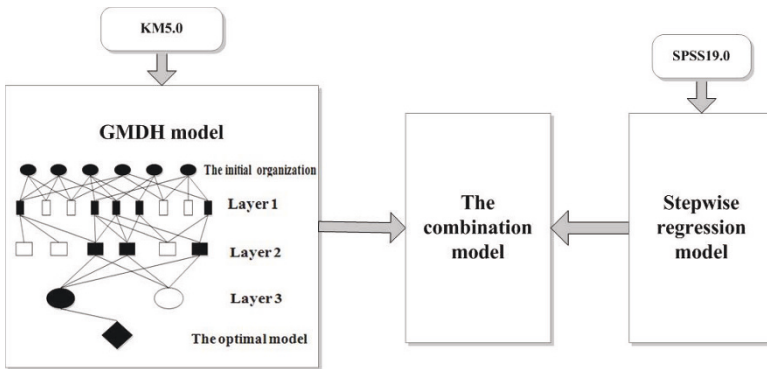 KM5.0
SPSS19.0
GMDH model
The initial organization
Layer 1
Layer 2
Layer 3
The optimal model
The
combination
model
Stepwise
regression
model